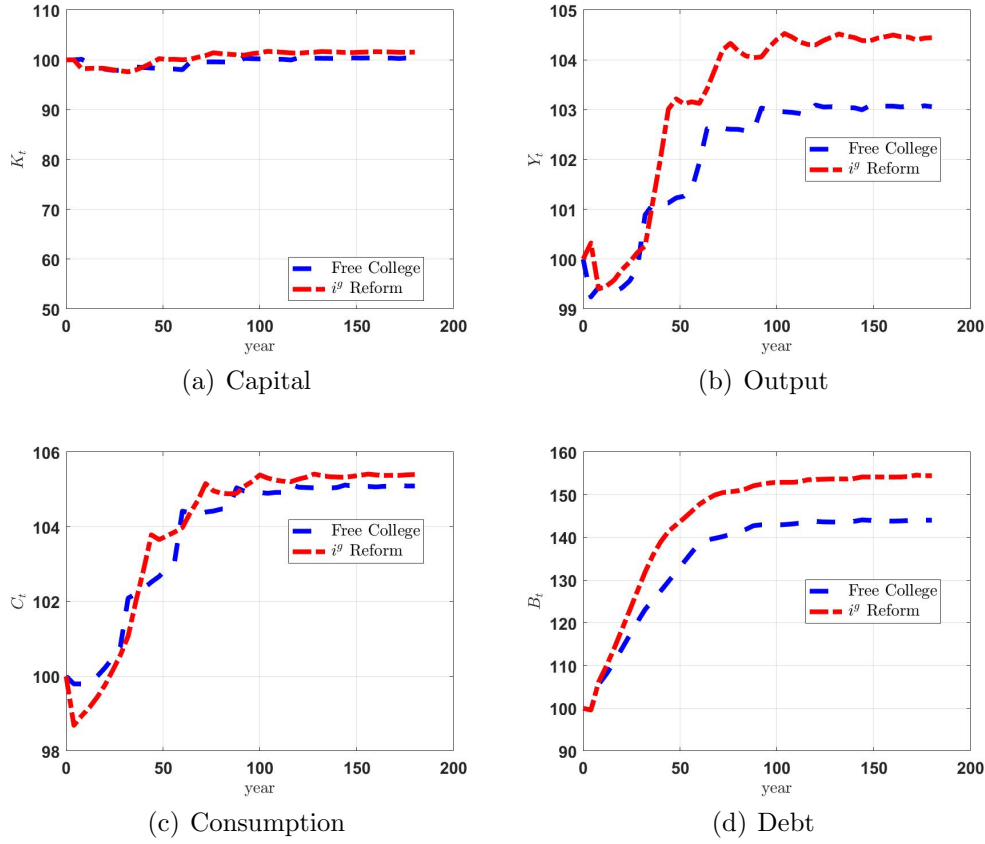 110
100
90
80
70
60
50
K_t
0 50 100 150 200
year
Free College
i^g Reform
(a) Capital
105
104
103
102
101
100
99
Y_t
0 50 100 150 200
year
Free College
i^g Reform
(b) Output
106
104
102
100
98
C_t
0 50 100 150 200
year
Free College
i^g Reform
(c) Consumption
160
150
140
130
120
110
100
90
B_t
0 50 100 150 200
year
Free College
i^g Reform
(d) Debt